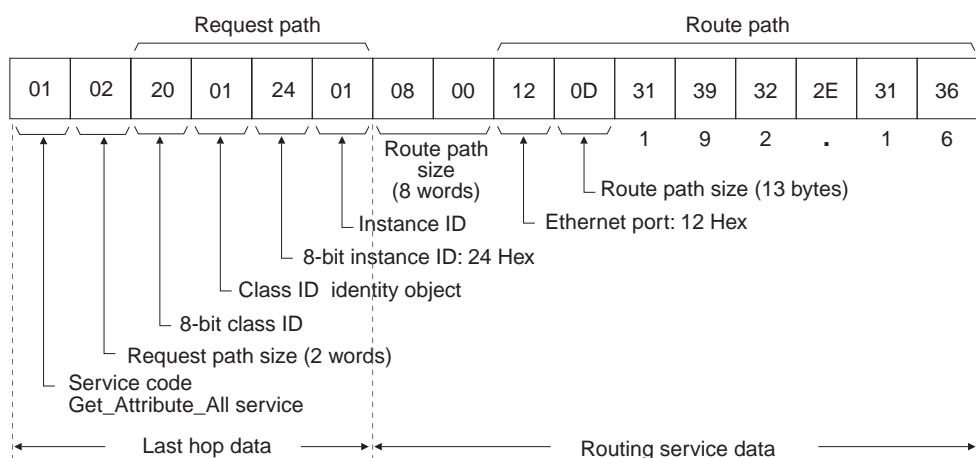 Request path
Route path
01 02 20 01 24 01 08 00 12 0D 31 39 32 2E 31 36
1 9 2 . 1 6
Route path
size
(8 words)
Route path size (13 bytes)
Instance ID
Ethernet port: 12 Hex
8-bit instance ID: 24 Hex
Class ID identity object
8-bit class ID
Request path size (2 words)
Service code
Get_Attribute_All service
Last hop data
Routing service data